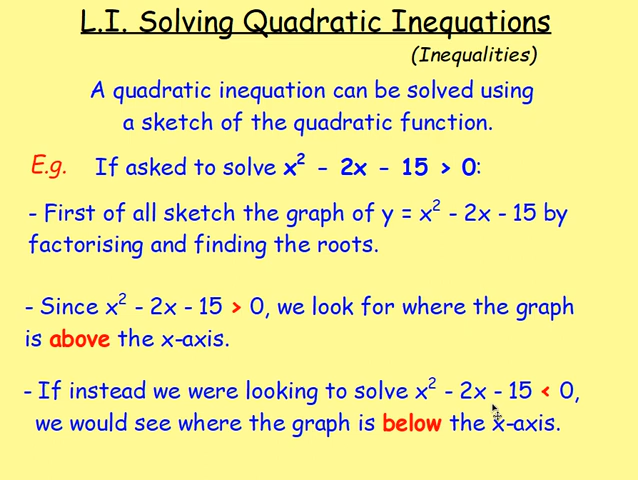 L.I. Solving Quadratic Inequations
(Inequalities)
A quadratic inequation can be solved using
a sketch of the quadratic function.
E.g. If asked to solve x² - 2x - 15 > 0:
- First of all sketch the graph of y = x² - 2x - 15 by
factorising and finding the roots.
- Since x² - 2x - 15 > 0, we look for where the graph
is above the x-axis.
- If instead we were looking to solve x² - 2x - 15 < 0,
we would see where the graph is below the x-axis.